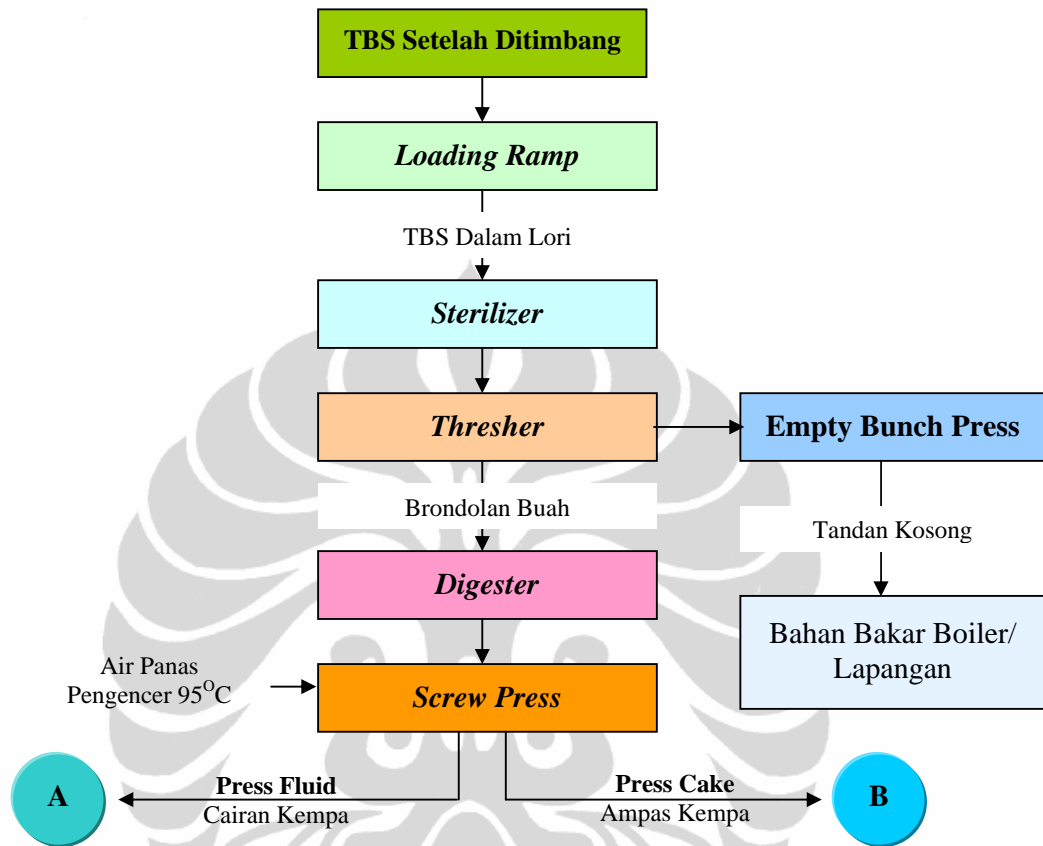 TBS Setelah Ditimbang
Loading Ramp
TBS Dalam Lori
Sterilizer
Thresher
Empty Bunch Press
Brondolan Buah
Tandan Kosong
Digester
Bahan Bakar Boiler/
Lapangan
Air Panas
Pengencer 95°C
Screw Press
A
Press Fluid
Cairan Kempa
Press Cake
Ampas Kempa
B